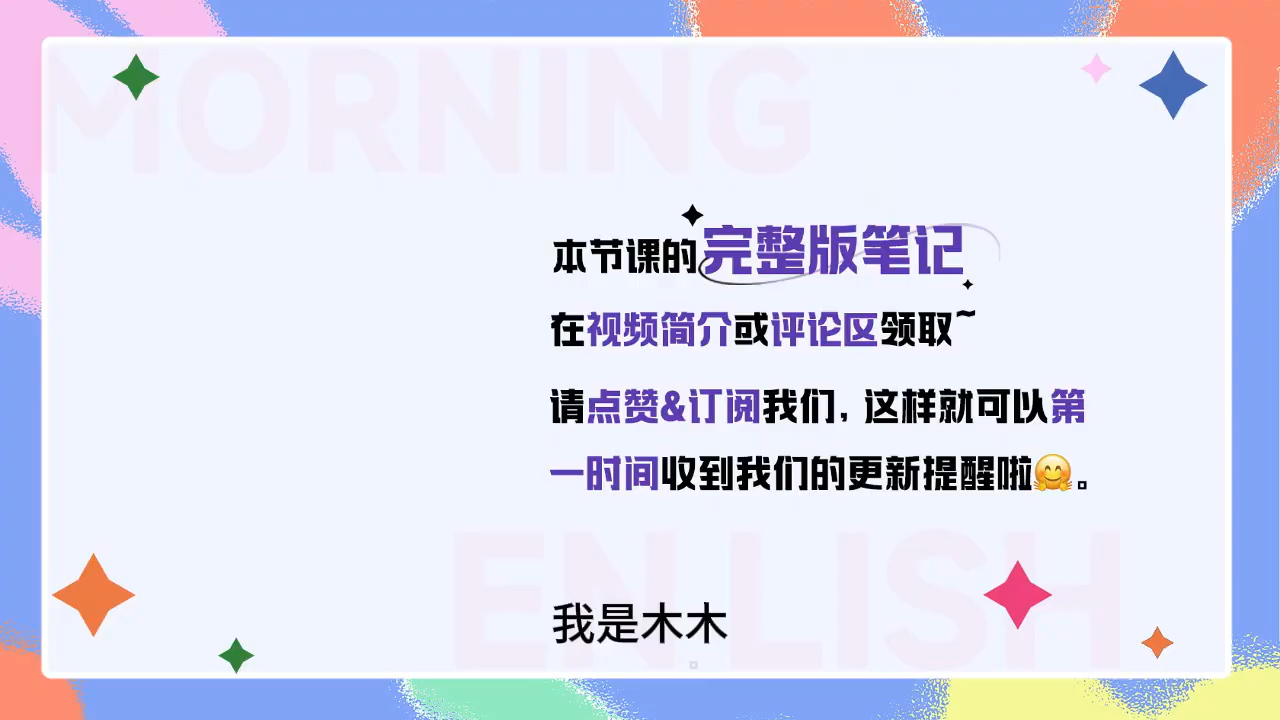 MORNING
本节课的完整版笔记
在视频简介或评论区领取~
请点赞&订阅我们，这样就可以第
一时间收到我们的更新提醒啦🤗。
EN LISH
我是木木